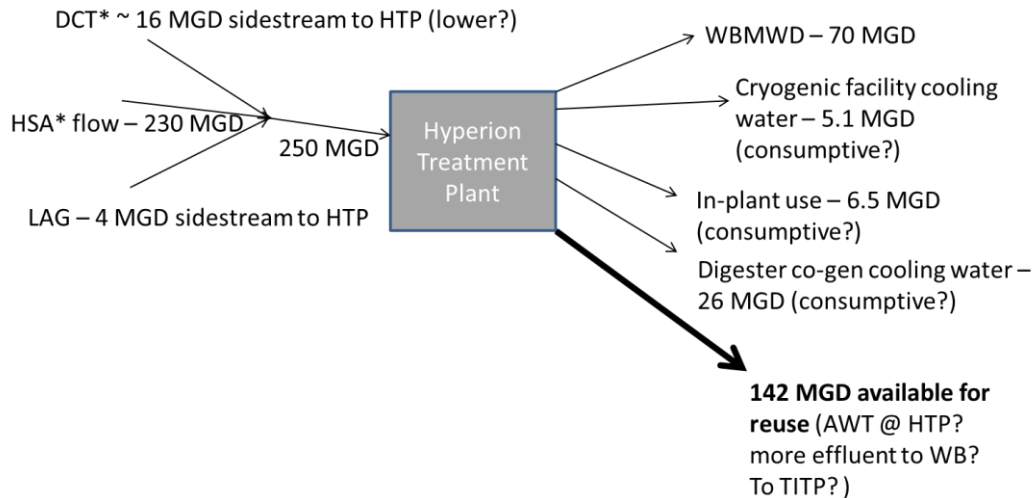 DCT* ~ 16 MGD sidestream to HTP (lower?)
HSA* flow – 230 MGD
250 MGD
LAG – 4 MGD sidestream to HTP
Hyperion
Treatment
Plant
WBMWD – 70 MGD
Cryogenic facility cooling
water – 5.1 MGD
(consumptive?)
In-plant use – 6.5 MGD
(consumptive?)
Digester co-gen cooling water –
26 MGD (consumptive?)
142 MGD available for
reuse (AWT @ HTP?
more effluent to WB?
To TITP? )